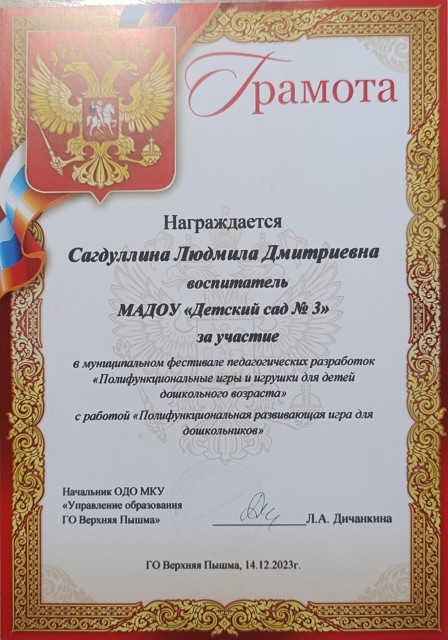 Грамота
Награждается
Сагдуллина Людмила Дмитриевна
воспитатель
МАДОУ «Детский сад № 3»
за участие
в муниципальном фестивале педагогических разработок
«Полифункциональные игры и игрушки для детей
дошкольного возраста»
с работой «Полифункциональная развивающая игра для
дошкольников»
Начальник ОДО МКУ
«Управление образования
ГО Верхняя Пышма» ______________Л.А. Дичанкина
ГО Верхняя Пышма, 14.12.2023г.